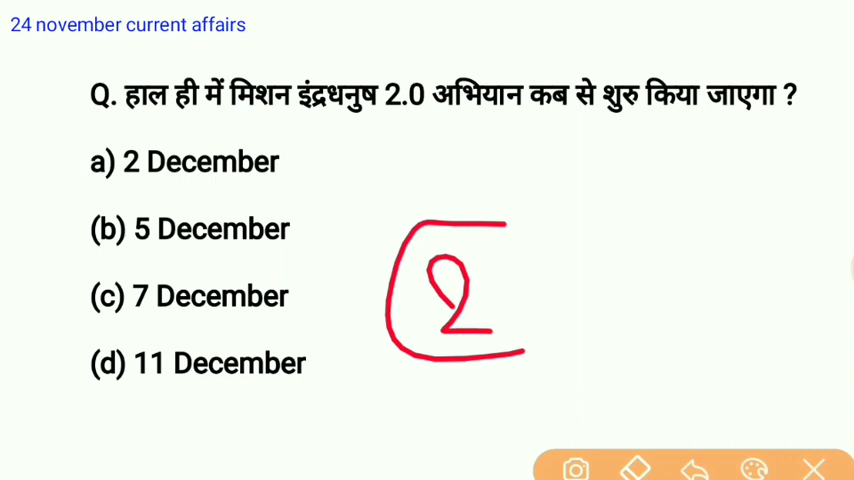 24 november current affairs
Q. हाल ही में मिशन इंद्रधनुष 2.0 अभियान कब से शुरु किया जाएगा ?
a) 2 December
(b) 5 December
2
(c) 7 December
(d) 11 December